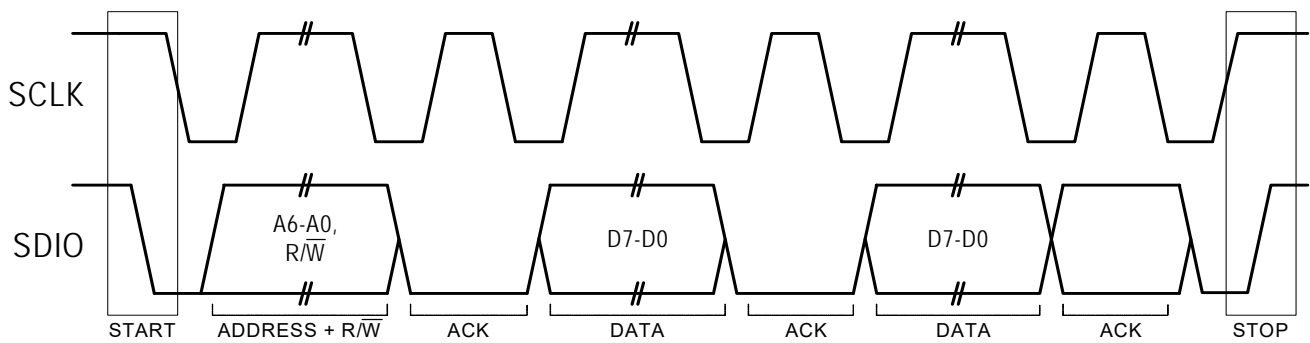 SCLK
SDIO
A6-A0,
R/W̅
D7-D0
D7-D0
START
ADDRESS + R/W̅
ACK
DATA
ACK
DATA
ACK
STOP